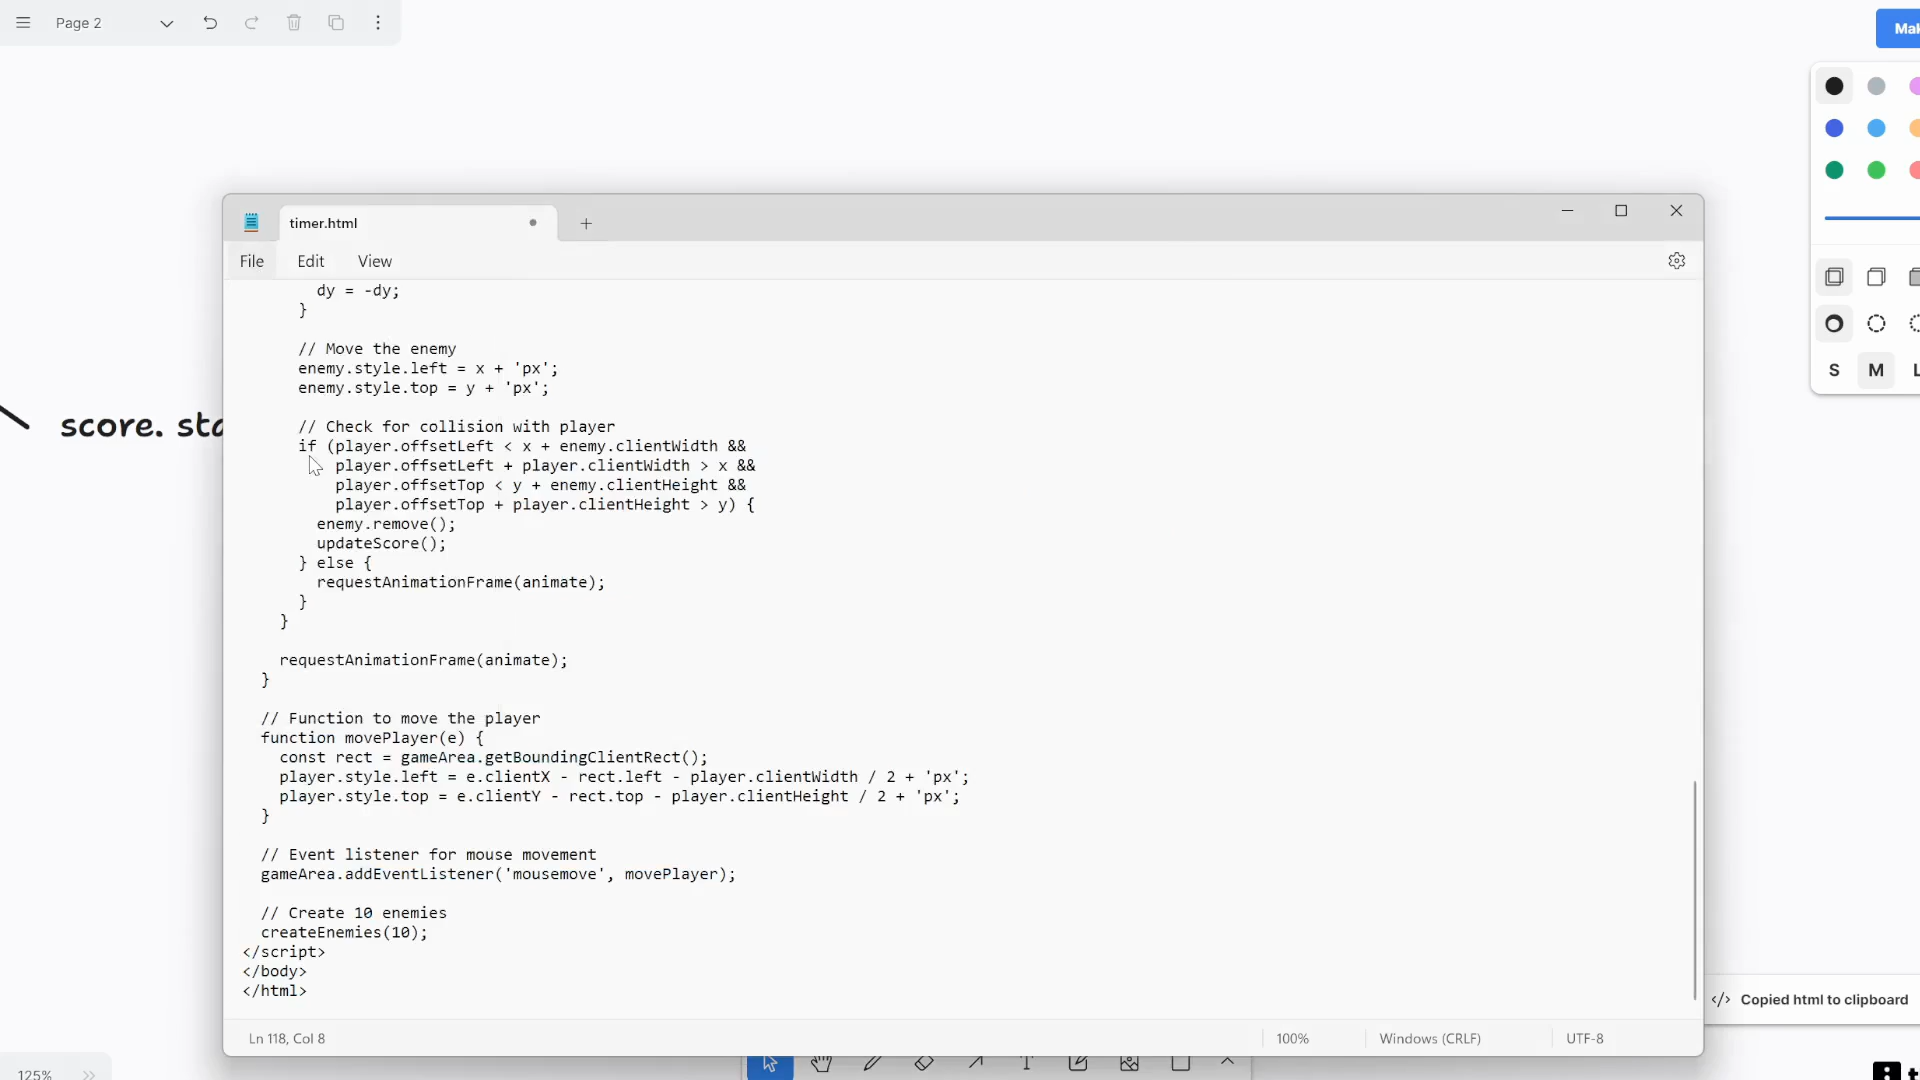 Page 2
score. sta
timer.html
File Edit View
dy = -dy;
}
// Move the enemy
enemy.style.left = x + 'px';
enemy.style.top = y + 'px';
// Check for collision with player
if (player.offsetLeft < x + enemy.clientWidth &&
player.offsetLeft + player.clientWidth > x &&
player.offsetTop < y + enemy.clientHeight &&
player.offsetTop + player.clientHeight > y) {
enemy.remove();
updateScore();
} else {
requestAnimationFrame(animate);
}
}
requestAnimationFrame(animate);
}
// Function to move the player
function movePlayer(e) {
const rect = gameArea.getBoundingClientRect();
player.style.left = e.clientX - rect.left - player.clientWidth / 2 + 'px';
player.style.top = e.clientY - rect.top - player.clientHeight / 2 + 'px';
}
// Event listener for mouse movement
gameArea.addEventListener('mousemove', movePlayer);
// Create 10 enemies
createEnemies(10);
</script>
</body>
</html>
Ln 118, Col 8 100% Windows (CRLF) UTF-8
Mak
S M L
</> Copied html to clipboard
125%
t